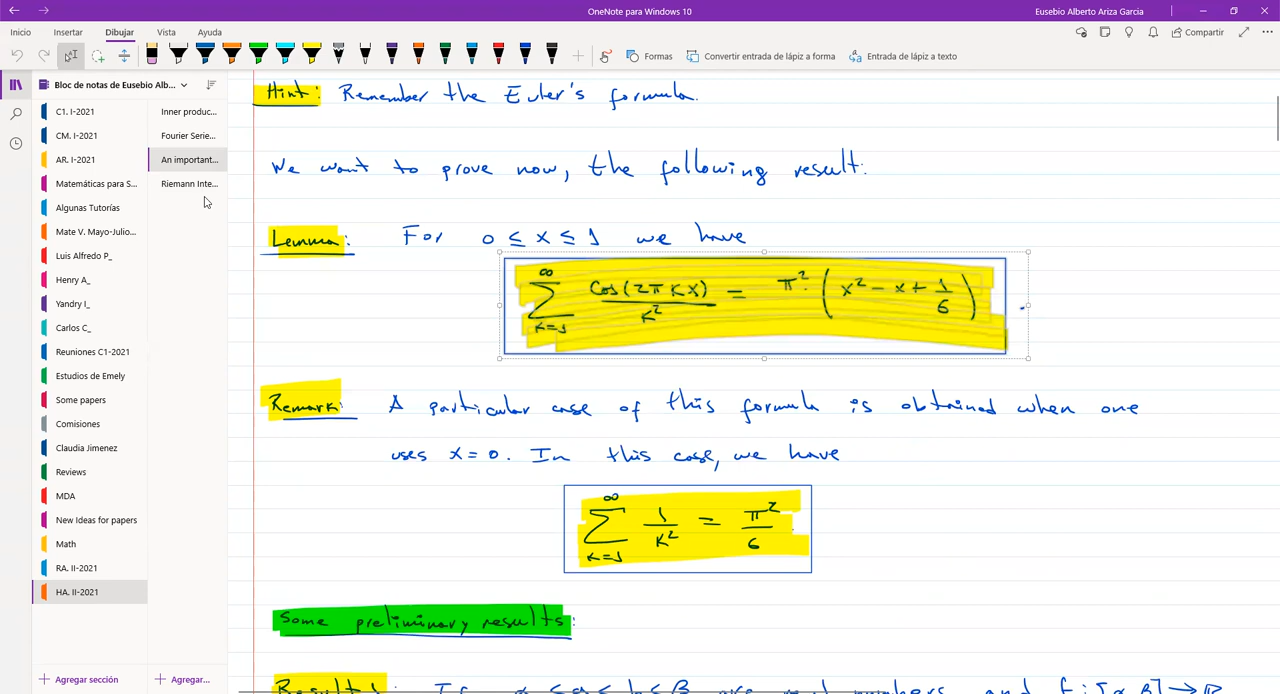 OneNote para Windows 10
Eusebio Alberto Ariza Garcia
Inicio
Insertar
Dibujar
Vista
Ayuda
Compartir
Formas
Convertir entrada de lápiz a forma
Entrada de lápiz a texto
Bloc de notas de Eusebio Alb...
C1. I-2021
CM. I-2021
AR. I-2021
Matemáticas para S...
Algunas Tutorías
Mate V. Mayo-Julio...
Luis Alfredo P_
Henry A_
Yandry I_
Carlos C_
Reuniones C1-2021
Estudios de Emely
Some papers
Comisiones
Claudia Jimenez
Reviews
MDA
New Ideas for papers
Math
RA. II-2021
HA. II-2021
Agregar sección
Inner produc...
Fourier Serie...
An important...
Riemann Inte...
Agregar...
Hint: Remember the Euler's formula.
We want to prove now, the following result:
Lemma: For 0 ≤ x ≤ 1 we have
∑_{k=1}^{∞} Cos(2πkx)/k² = π² (x² - x + 1/6)
Remark: A particular case of this formula is obtained when one
uses x=0. In this case, we have
∑_{k=1}^{∞} 1/k² = π²/6
Some preliminary results: